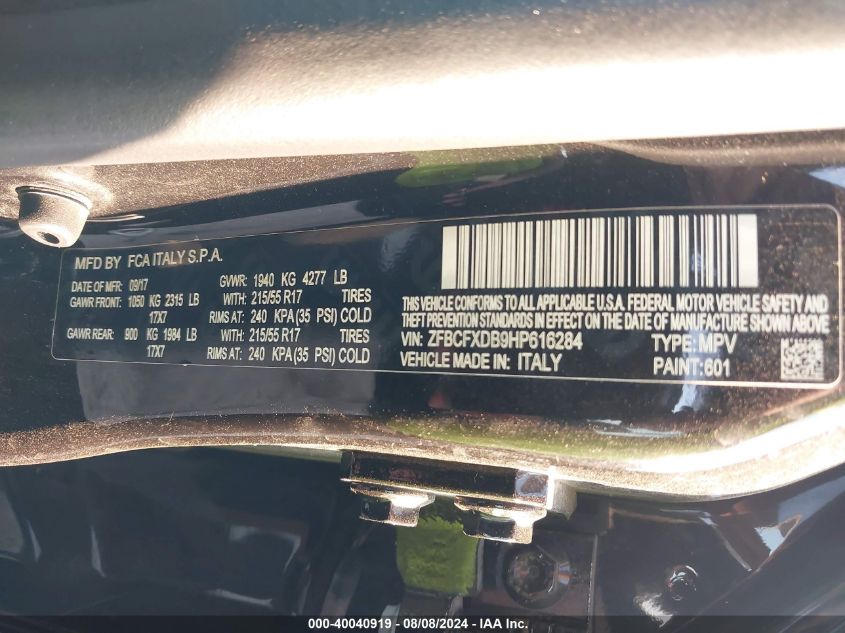 MFD BY FCA ITALY S.P.A.
DATE OF MFR 09/17 GVWR: 1940 KG 4277 LB
GAWR FRONT: 1050 KG 2315 LB WITH: 215/55 R17 TIRES
17X7 RIMS AT: 240 KPA (35 PSI) COLD
GAWR REAR: 900 KG 1984 LB WITH: 215/55 R17 TIRES
17X7 RIMS AT: 240 KPA (35 PSI) COLD
THIS VEHICLE CONFORMS TO ALL APPLICABLE U.S.A. FEDERAL MOTOR VEHICLE SAFETY AND
THEFT PREVENTION STANDARDS IN EFFECT ON THE DATE OF MANUFACTURE SHOWN ABOVE.
VIN: ZFBCFXDB9HP616284 TYPE: MPV
VEHICLE MADE IN ITALY PAINT:601
000-40040919 - 08/08/2024 - IAA Inc.